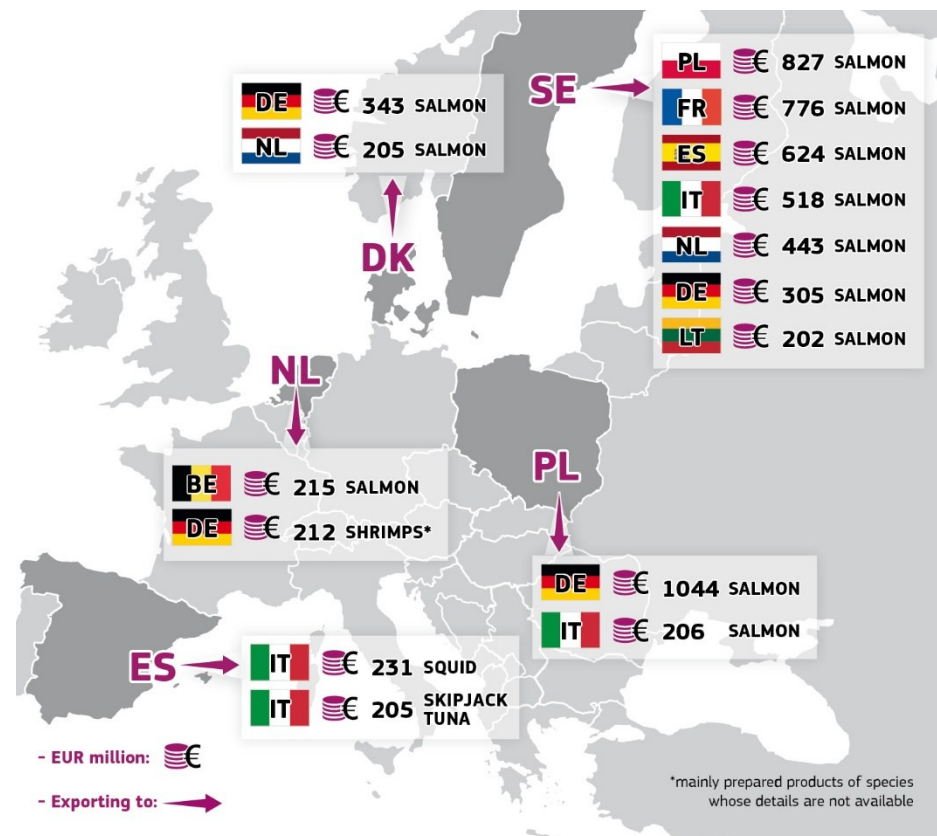 SE
PL € 827 SALMON
FR € 776 SALMON
ES € 624 SALMON
IT € 518 SALMON
NL € 443 SALMON
DE € 305 SALMON
LT € 202 SALMON
DE € 343 SALMON
NL € 205 SALMON
DK
NL
BE € 215 SALMON
DE € 212 SHRIMPS*
PL
DE € 1044 SALMON
IT € 206 SALMON
ES
IT € 231 SQUID
IT € 205 SKIPJACK
TUNA
- EUR million: €
- Exporting to:
*mainly prepared products of species
whose details are not available